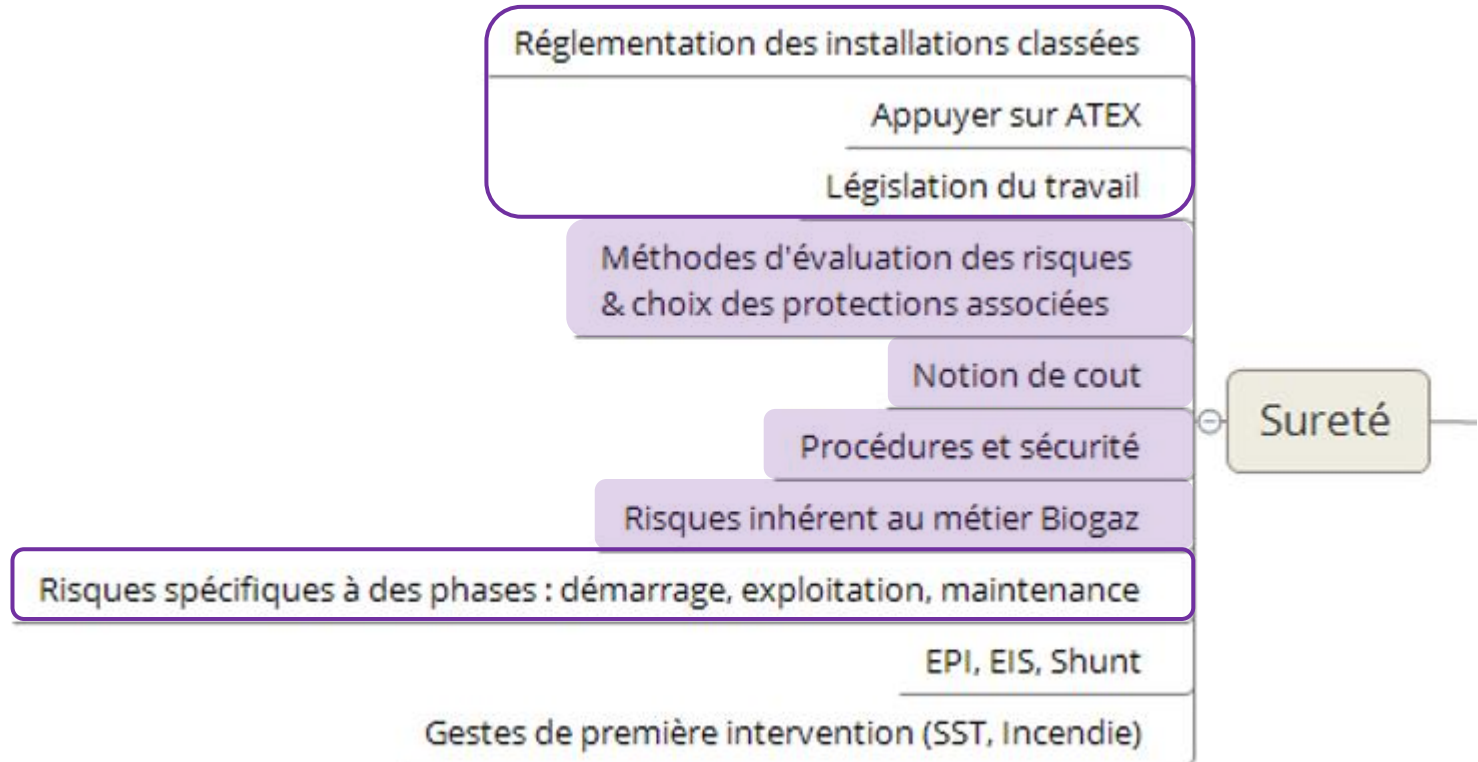 Réglementation des installations classées
Appuyer sur ATEX
Législation du travail
Méthodes d'évaluation des risques
& choix des protections associées
Notion de cout
Procédures et sécurité
Risques inhérent au métier Biogaz
Risques spécifiques à des phases : démarrage, exploitation, maintenance
EPI, EIS, Shunt
Gestes de première intervention (SST, Incendie)
Sureté